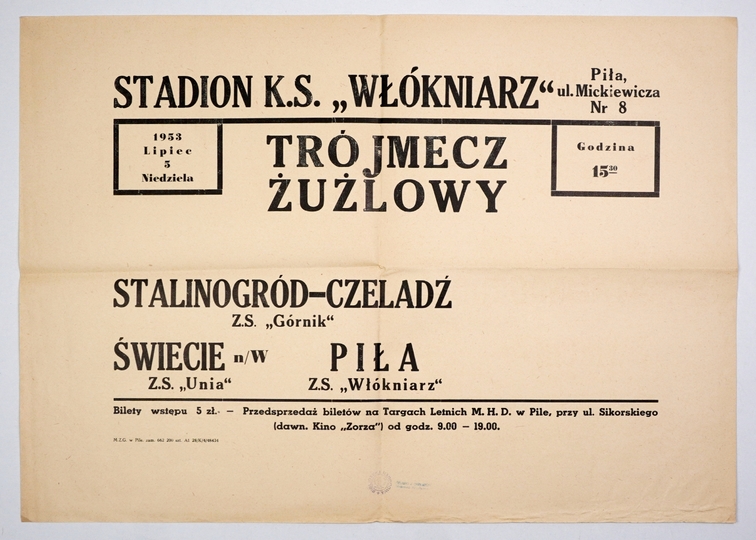 STADION K.S. „WŁÓKNIARZ“
Piła,
ul. Mickiewicza
Nr 8
1953
Lipiec
5
Niedziela
TRÓJMECZ
ŻUŻLOWY
Godzina
15³⁰
STALINOGRÓD–CZELADŹ
Z.S. „Górnik“
ŚWIECIE n/W PIŁA
Z.S. „Unia“ Z.S. „Włókniarz“
Bilety wstępu 5 zł. – Przedsprzedaż biletów na Targach Letnich M. H. D. w Pile, przy ul. Sikorskiego
(dawn. Kino „Zorza“) od godz. 9.00 – 19.00.
M.Z.G. w Pile